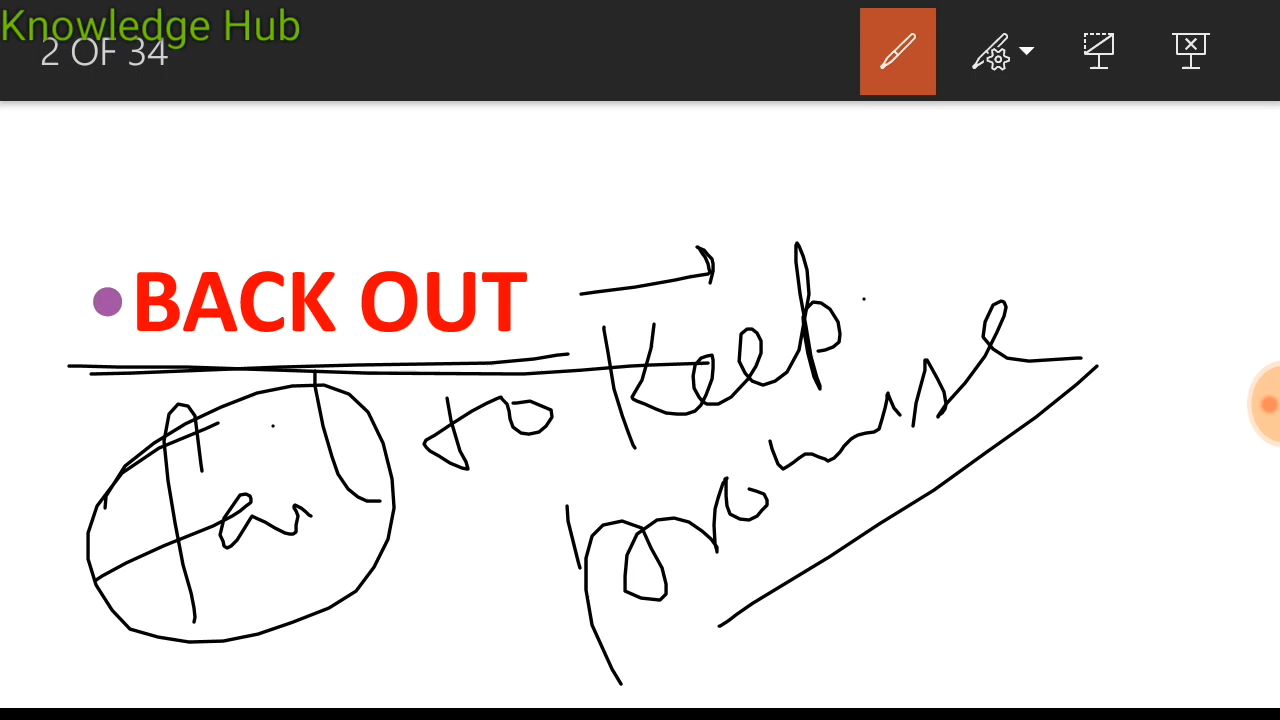 Knowledge Hub
2 OF 34
• BACK OUT
fail to keep
promise